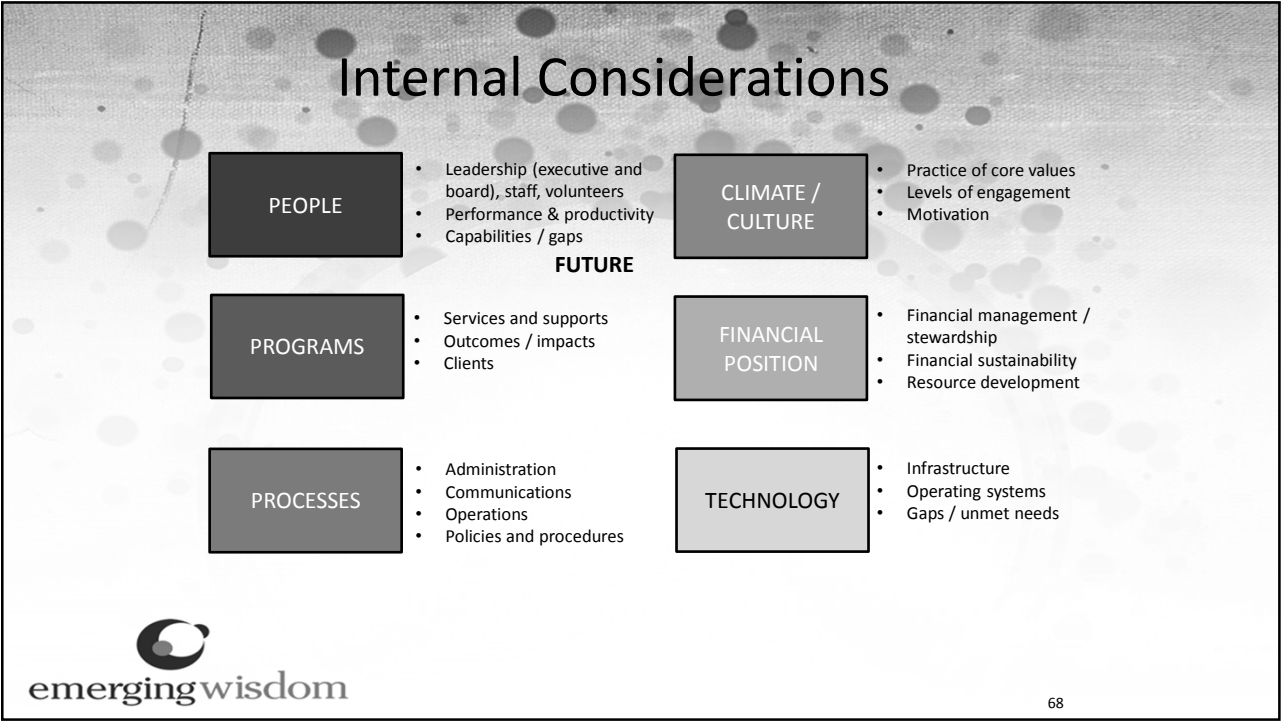 Internal Considerations
PEOPLE
• Leadership (executive and
board), staff, volunteers
• Performance & productivity
• Capabilities / gaps
CLIMATE /
CULTURE
• Practice of core values
• Levels of engagement
• Motivation
FUTURE
PROGRAMS
• Services and supports
• Outcomes / impacts
• Clients
FINANCIAL
POSITION
• Financial management /
stewardship
• Financial sustainability
• Resource development
PROCESSES
• Administration
• Communications
• Operations
• Policies and procedures
TECHNOLOGY
• Infrastructure
• Operating systems
• Gaps / unmet needs
emergingwisdom
68